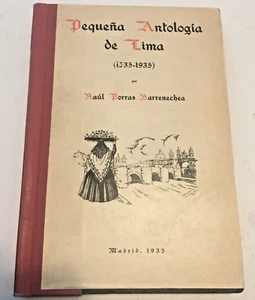 Pequeña Antología
de Lima
(1535-1935)
por
Raúl Porras Barrenechea
Madrid, 1935